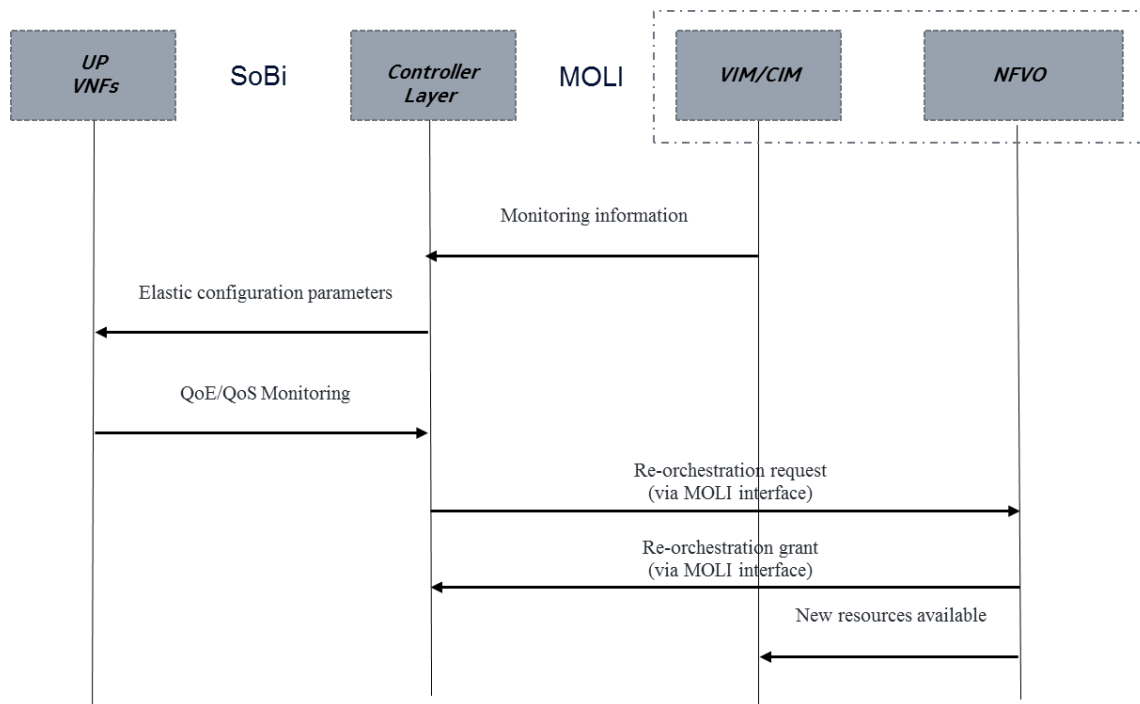 UP
VNFs
SoBi
Controller
Layer
MOLI
VIM/CIM
NFVO
Monitoring information
Elastic configuration parameters
QoE/QoS Monitoring
Re-orchestration request
(via MOLI interface)
Re-orchestration grant
(via MOLI interface)
New resources available